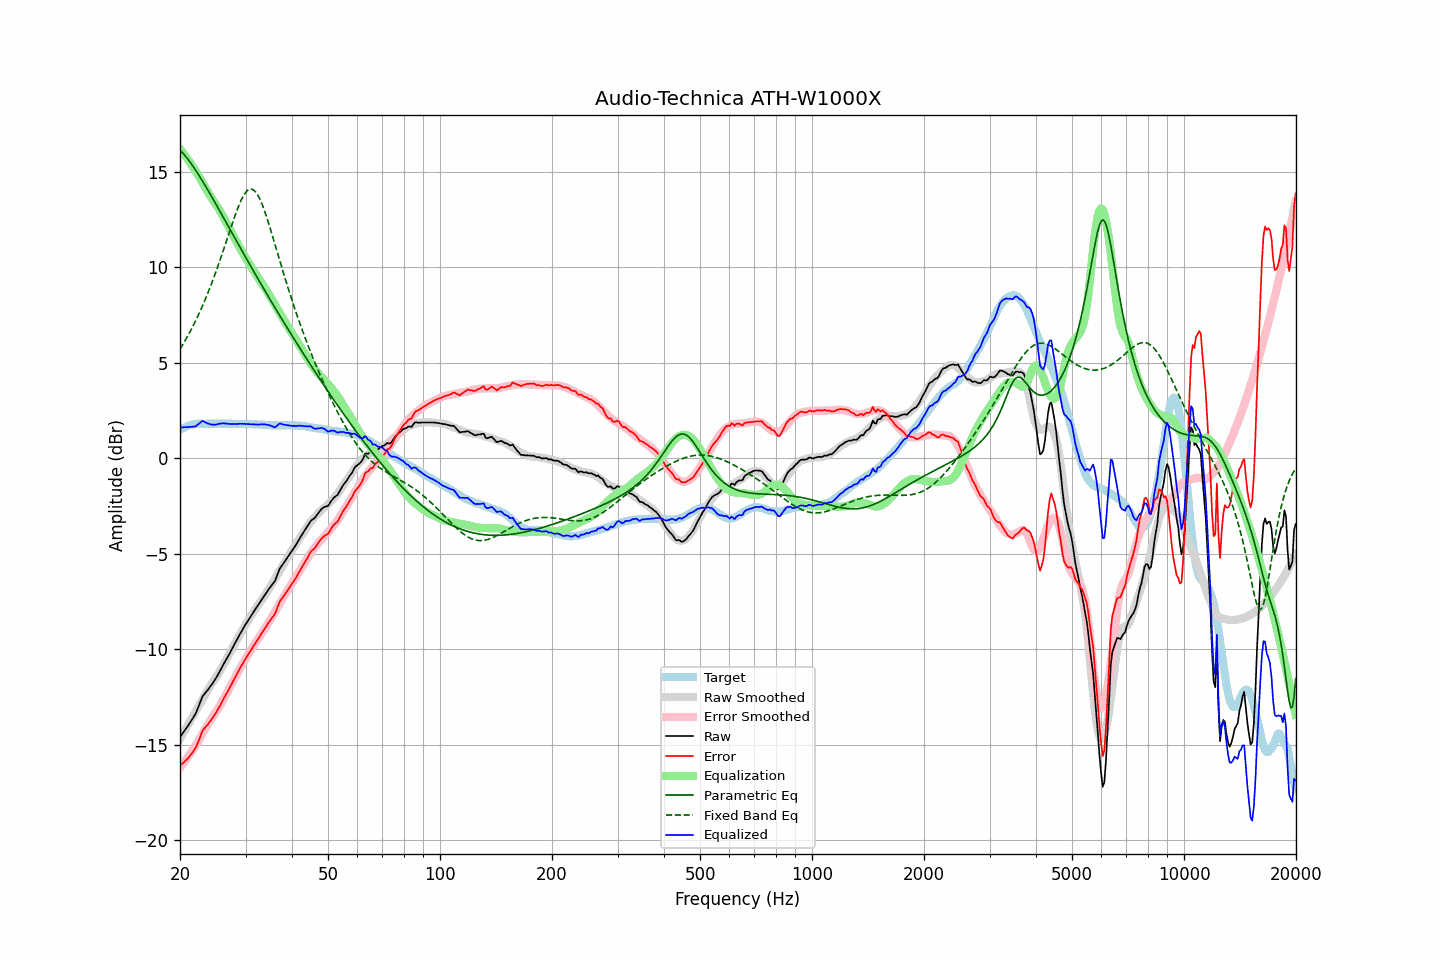 Audio-Technica ATH-W1000X
Amplitude (dBr)
15
10
5
0
−5
−10
−15
−20
Target
Raw Smoothed
Error Smoothed
Raw
Error
Equalization
Parametric Eq
Fixed Band Eq
Equalized
20 50 100 200 500 1000 2000 5000 10000 20000
Frequency (Hz)